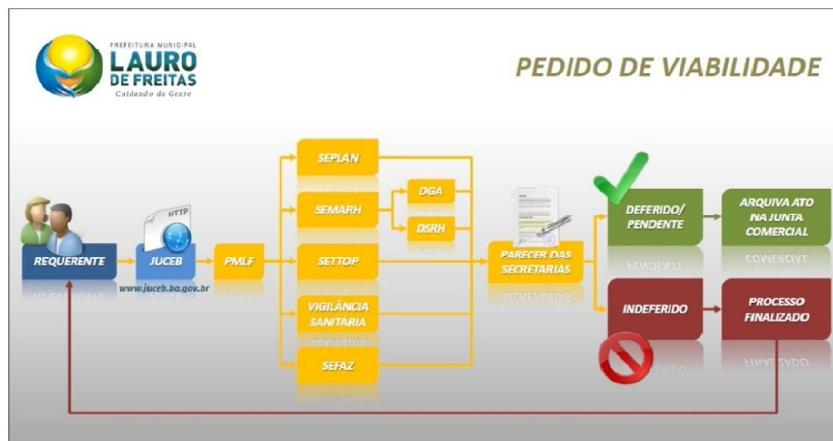 PREFEITURA MUNICIPAL
LAURO
DE FREITAS
Cuidando da Gente
PEDIDO DE VIABILIDADE
REQUERENTE
HTTP
JUCEB
www.juceb.ba.gov.br
PMLF
SEPLAN
SEMARH
DGA
DSRH
SETTOP
VIGILÂNCIA
SANITÁRIA
SEFAZ
PARECER DAS
SECRETARIAS
DEFERIDO/
PENDENTE
ARQUIVA ATO
NA JUNTA
COMERCIAL
INDEFERIDO
PROCESSO
FINALIZADO